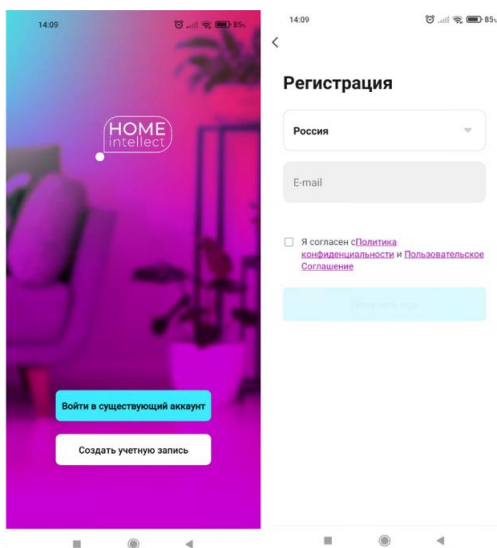 14:09
85
HOME
intellect
Войти в существующий аккаунт
Создать учетную запись
14:09
85
Регистрация
Россия
E-mail
Я согласен сПолитика
конфиденциальности и Пользовательское
Соглашение